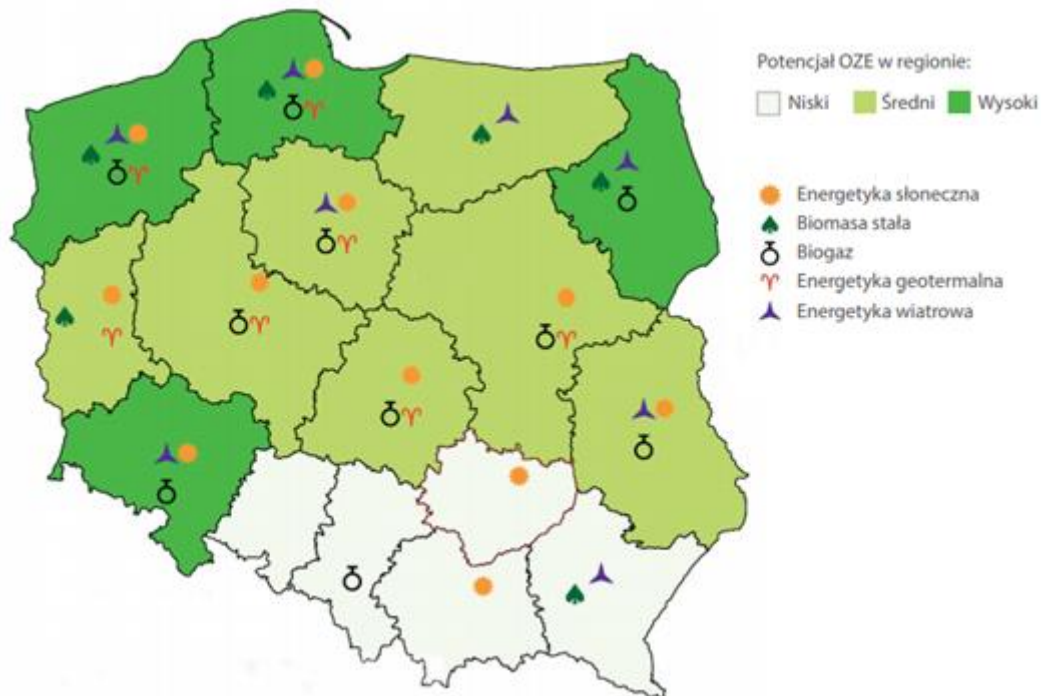 Potencjał OZE w regionie:
Niski Średni Wysoki
Energetyka słoneczna
Biomasa stała
Biogaz
Energetyka geotermalna
Energetyka wiatrowa